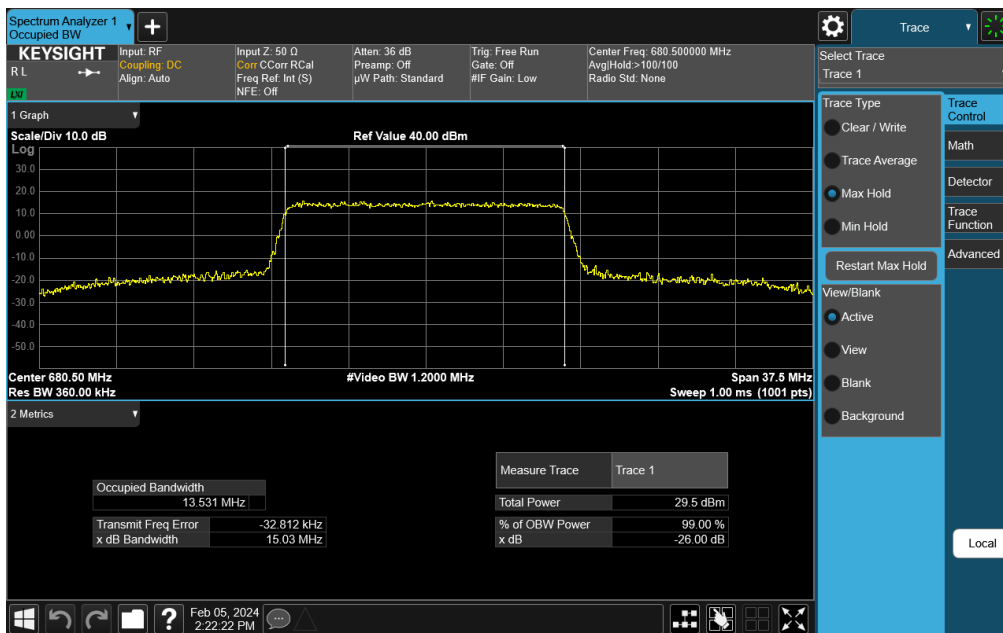 Spectrum Analyzer 1
Occupied BW
Trace
KEYSIGHT
R L
LXI
Input: RF
Coupling: DC
Align: Auto
Input Z: 50 Ω
Corr CCorr RCal
Freq Ref: Int (S)
NFE: Off
Atten: 36 dB
Preamp: Off
µW Path: Standard
Trig: Free Run
Gate: Off
#IF Gain: Low
Center Freq: 680.500000 MHz
Avg|Hold:>100/100
Radio Std: None
Select Trace
Trace 1
1 Graph
Scale/Div 10.0 dB
Ref Value 40.00 dBm
Log
30.0
20.0
10.0
0.00
-10.0
-20.0
-30.0
-40.0
-50.0
Center 680.50 MHz
#Video BW 1.2000 MHz
Span 37.5 MHz
Res BW 360.00 kHz
Sweep 1.00 ms (1001 pts)
Trace Type
Clear / Write
Trace Average
Max Hold
Min Hold
Restart Max Hold
View/Blank
Active
View
Blank
Background
Trace
Control
Math
Detector
Trace
Function
Advanced
2 Metrics
Measure Trace
Trace 1
Occupied Bandwidth
13.531 MHz
Total Power
29.5 dBm
Transmit Freq Error
-32.812 kHz
% of OBW Power
99.00 %
x dB Bandwidth
15.03 MHz
x dB
-26.00 dB
Local
?
Feb 05, 2024
2:22:22 PM